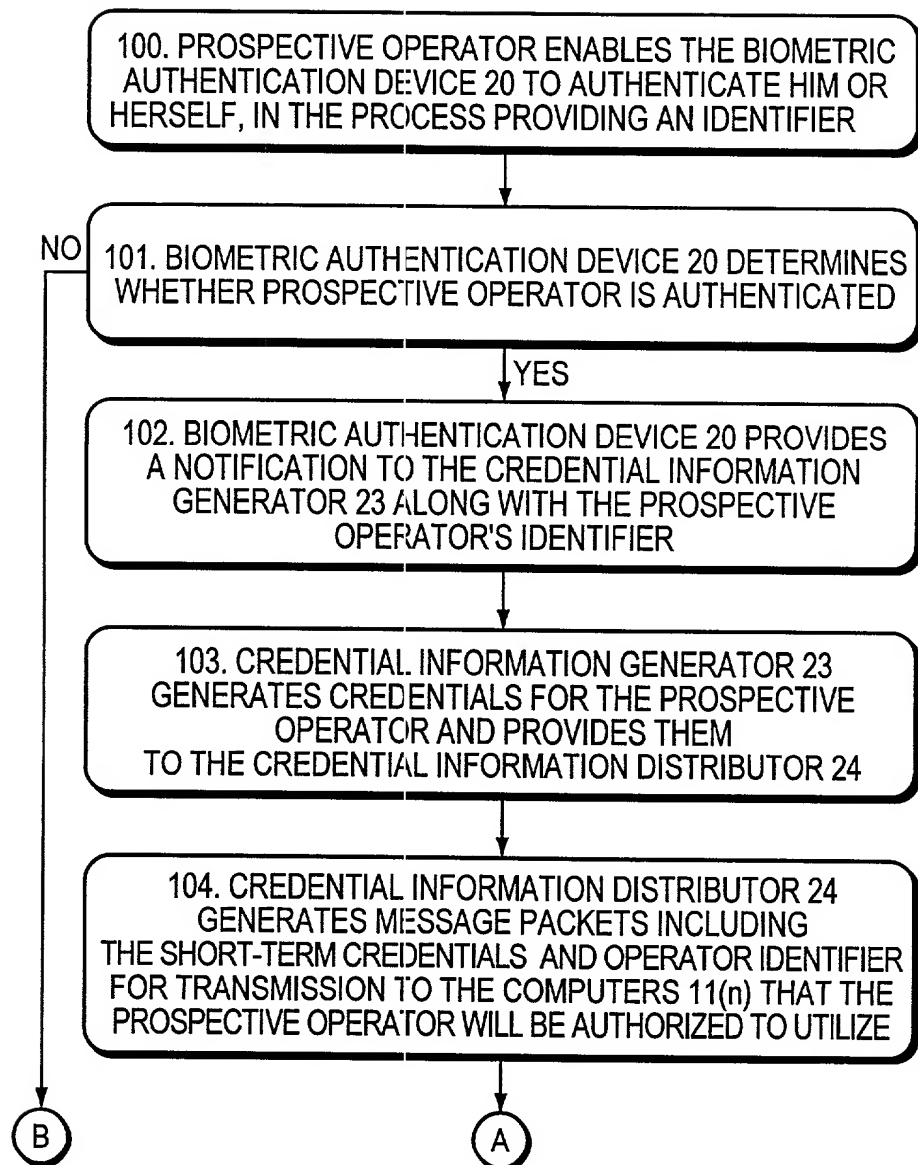 100. PROSPECTIVE OPERATOR ENABLES THE BIOMETRIC
AUTHENTICATION DEVICE 20 TO AUTHENTICATE HIM OR
HERSELF, IN THE PROCESS PROVIDING AN IDENTIFIER
NO
101. BIOMETRIC AUTHENTICATION DEVICE 20 DETERMINES
WHETHER PROSPECTIVE OPERATOR IS AUTHENTICATED
YES
102. BIOMETRIC AUTHENTICATION DEVICE 20 PROVIDES
A NOTIFICATION TO THE CREDENTIAL INFORMATION
GENERATOR 23 ALONG WITH THE PROSPECTIVE
OPERATOR'S IDENTIFIER
103. CREDENTIAL INFORMATION GENERATOR 23
GENERATES CREDENTIALS FOR THE PROSPECTIVE
OPERATOR AND PROVIDES THEM
TO THE CREDENTIAL INFORMATION DISTRIBUTOR 24
104. CREDENTIAL INFORMATION DISTRIBUTOR 24
GENERATES MESSAGE PACKETS INCLUDING
THE SHORT-TERM CREDENTIALS AND OPERATOR IDENTIFIER
FOR TRANSMISSION TO THE COMPUTERS 11(n) THAT THE
PROSPECTIVE OPERATOR WILL BE AUTHORIZED TO UTILIZE
B
A